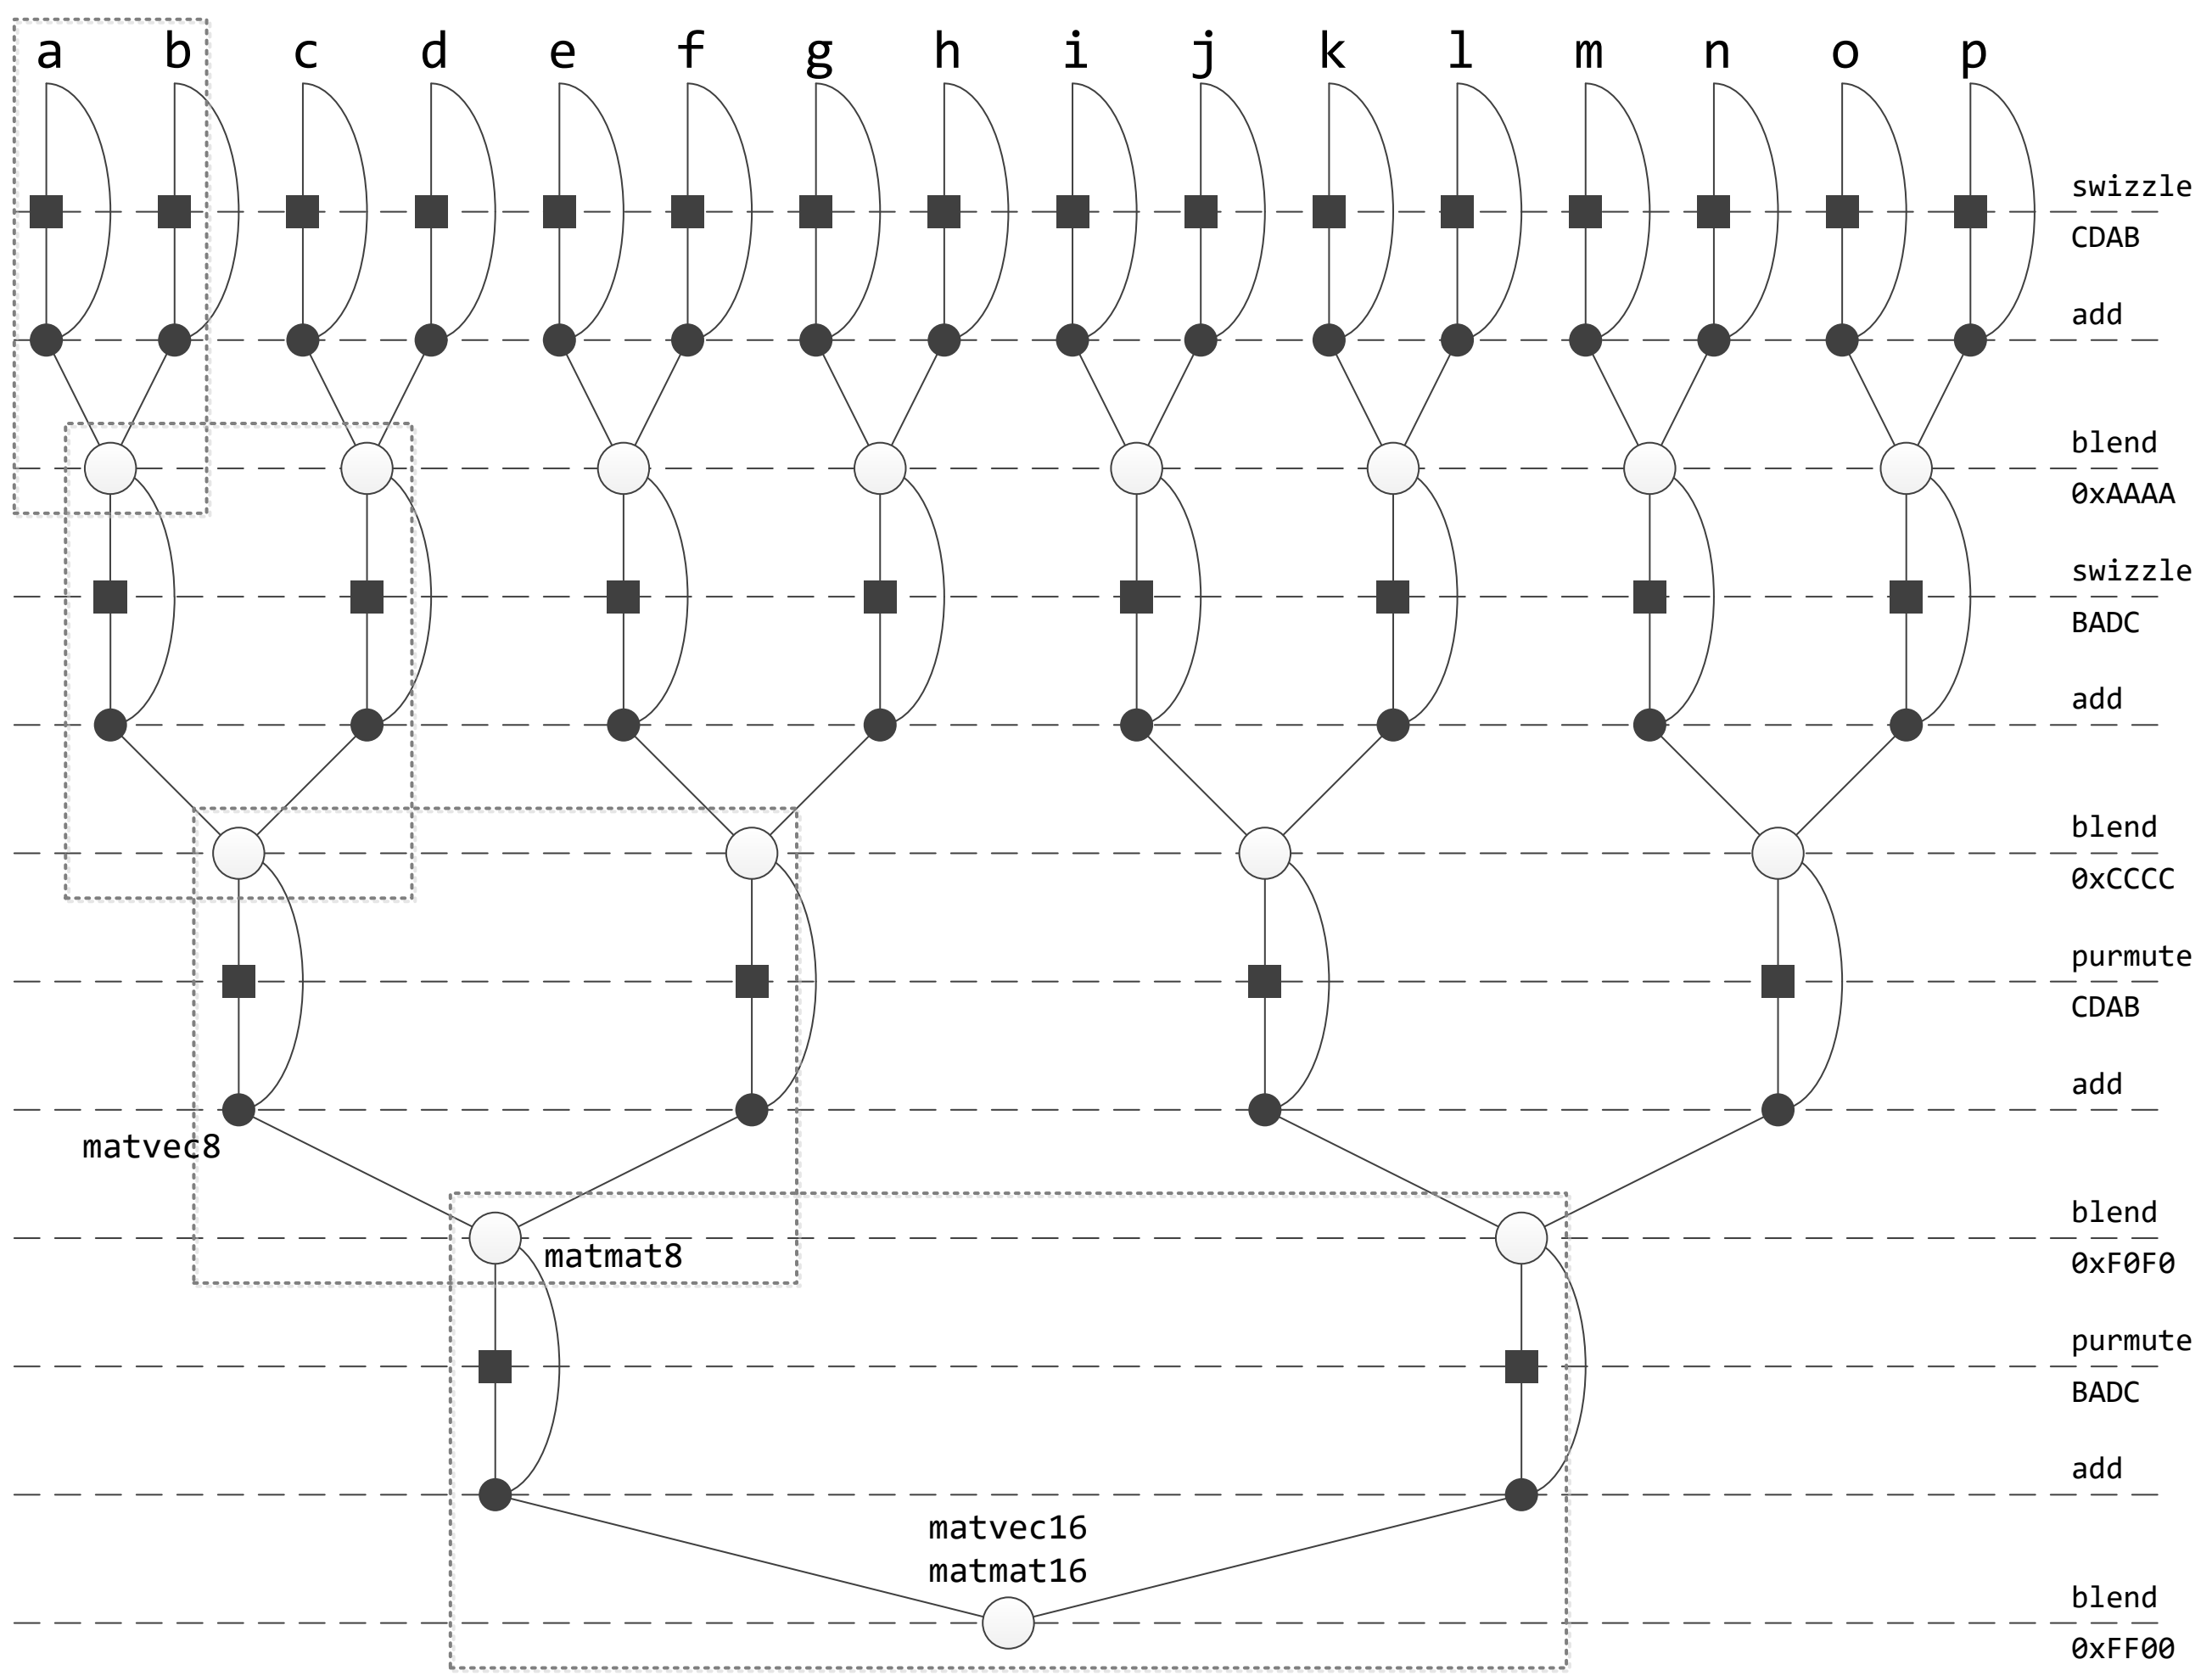 a b c d e f g h i j k l m n o p
swizzle
CDAB
add
blend
0xAAAA
swizzle
BADC
add
blend
0xCCCC
purmute
CDAB
add
matvec8
blend
matmat8
0xF0F0
purmute
BADC
add
matvec16
matmat16
blend
0xFF00